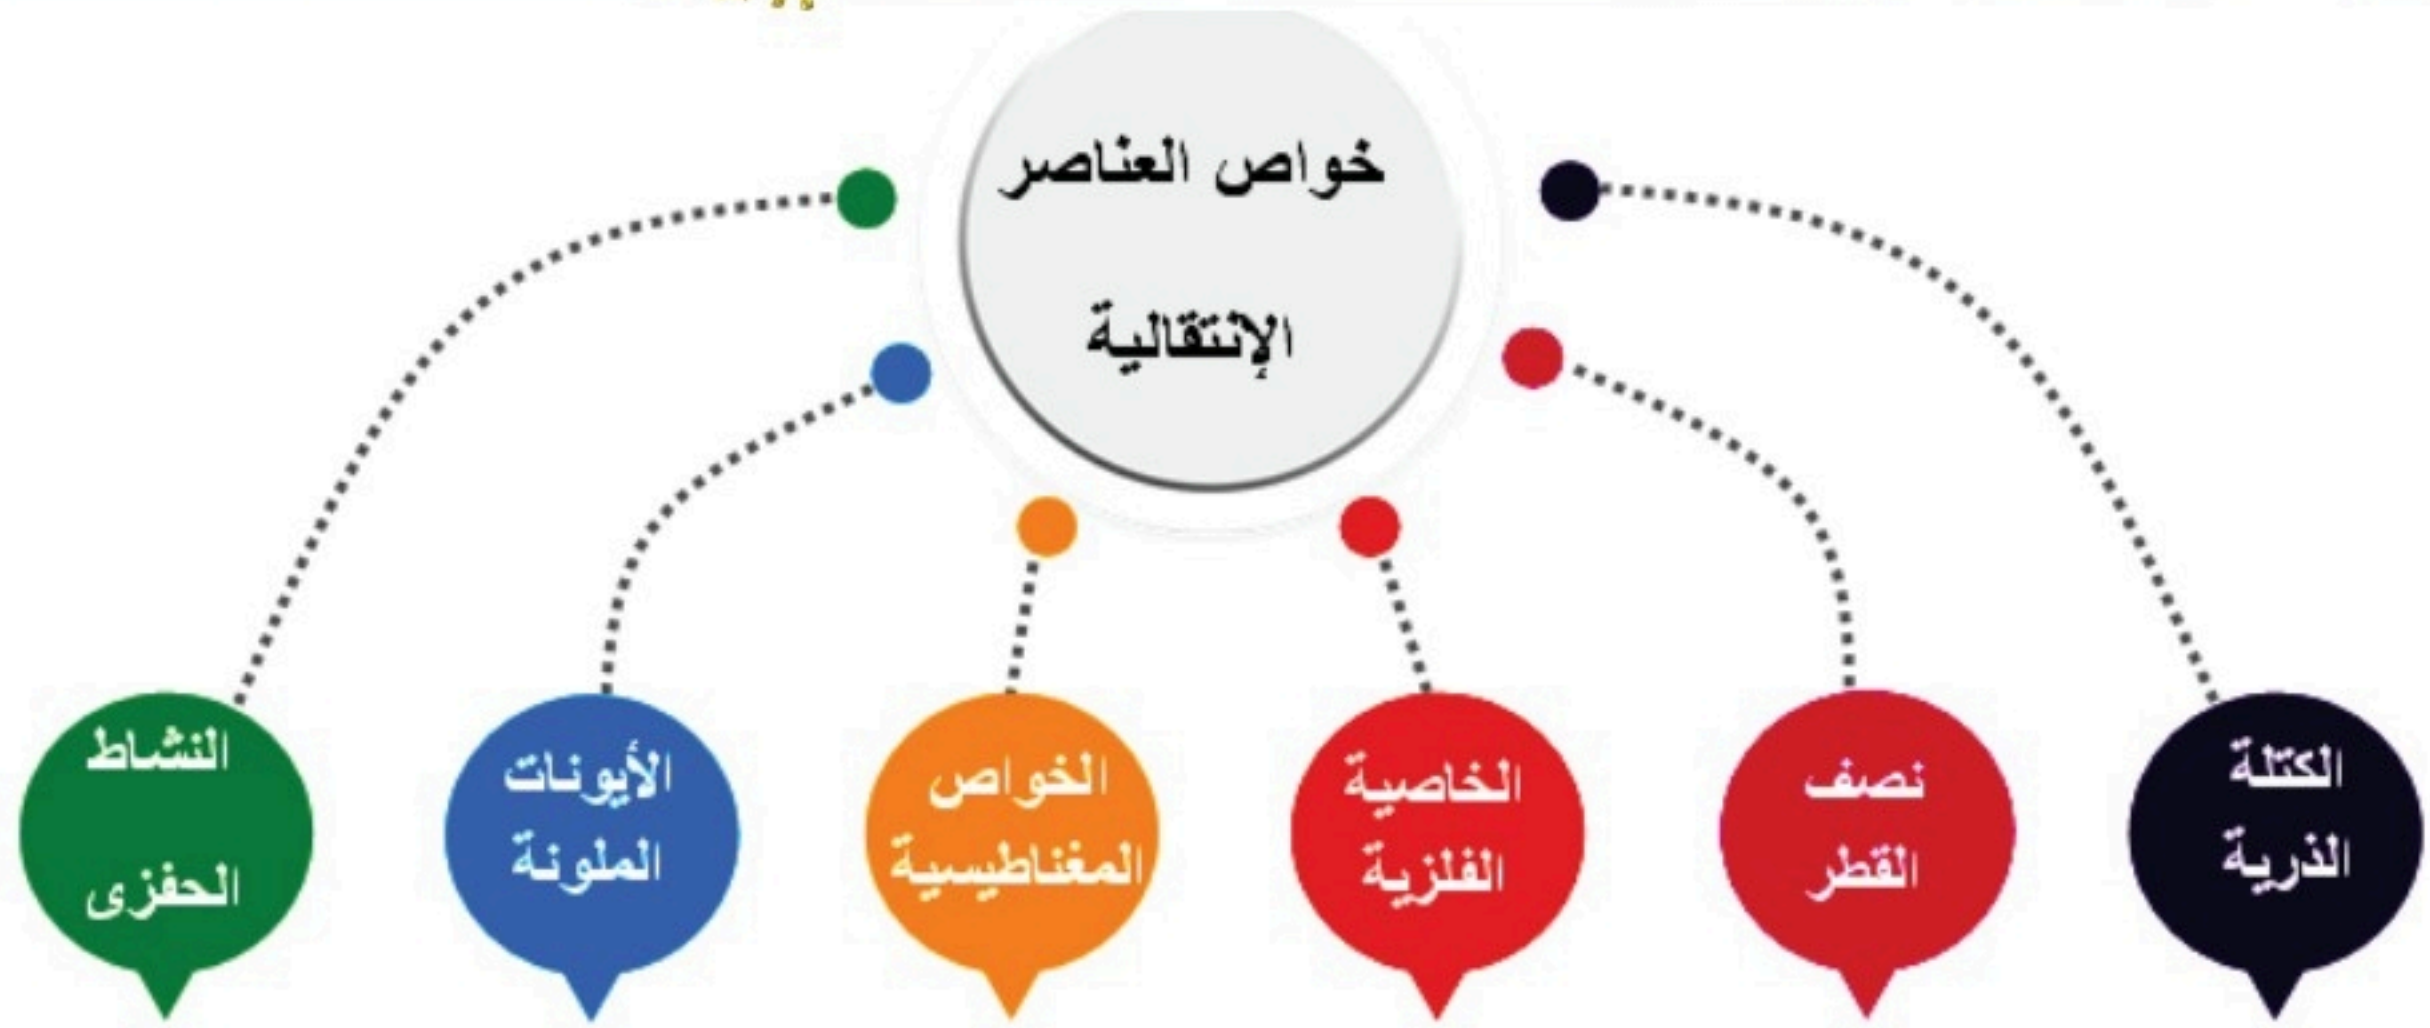 خواص العناصر
الإنتقالية
الكتلة
الذرية
نصف
القطر
الخاصية
الفلزية
الخواص
المغناطيسية
الأيونات
الملونة
النشاط
الحفزى